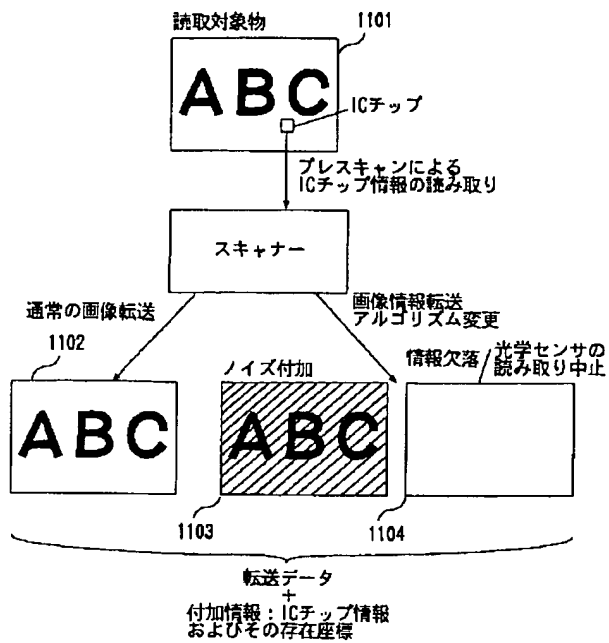 読取対象物
1101
ABC
ICチップ
プレスキャンによる
ICチップ情報の読み取り
スキャナー
通常の画像転送
画像情報転送
アルゴリズム変更
1102
ノイズ付加
情報欠落
光学センサの
読み取り中止
ABC
ABC
1103
1104
転送データ
+
付加情報:ICチップ情報
およびその存在座標